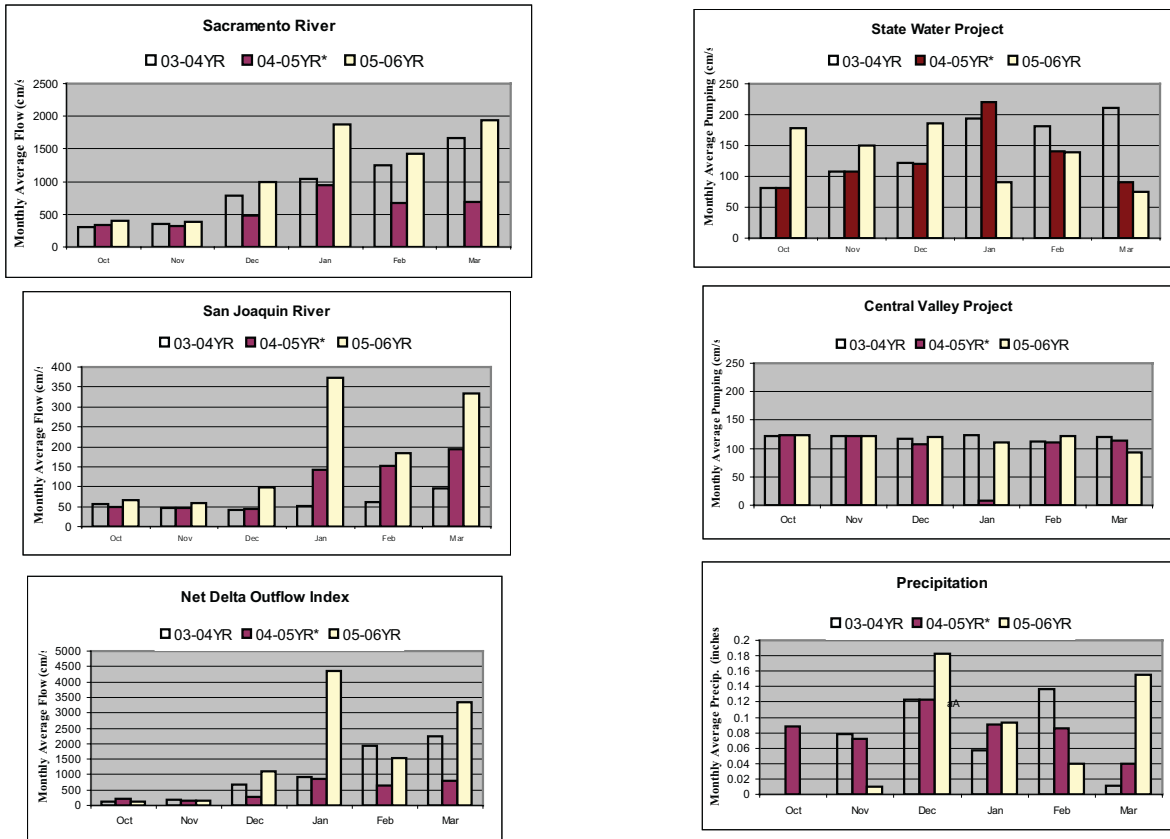 Sacramento River
03-04YR 04-05YR* 05-06YR
Monthly Average Flow (cm/s
2500
2000
1500
1000
500
0
Oct Nov Dec Jan Feb Mar
San Joaquin River
03-04YR 04-05YR* 05-06YR
Monthly Average Flow (cm/s
400
350
300
250
200
150
100
50
0
Oct Nov Dec Jan Feb Mar
Net Delta Outflow Index
03-04YR 04-05YR* 05-06YR
Monthly Average Flow (cm/s
5000
4500
4000
3500
3000
2500
2000
1500
1000
500
0
Oct Nov Dec Jan Feb Mar
State Water Project
03-04YR 04-05YR* 05-06YR
Monthly Average Pumping (cm/s
250
200
150
100
50
0
Oct Nov Dec Jan Feb Mar
Central Valley Project
03-04YR 04-05YR* 05-06YR
Monthly Average Pumping (cm/s
250
200
150
100
50
0
Oct Nov Dec Jan Feb Mar
Precipitation
03-04YR 04-05YR* 05-06YR
Monthly Average Precip. (inches
0.2
0.18
0.16
0.14
0.12
0.1
0.08
0.06
0.04
0.02
0
aA
Oct Nov Dec Jan Feb Mar